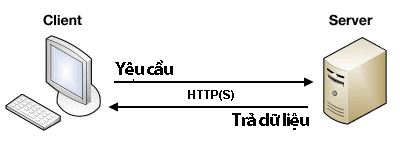 Client
Server
Yêu cầu
HTTP(S)
Trả dữ liệu